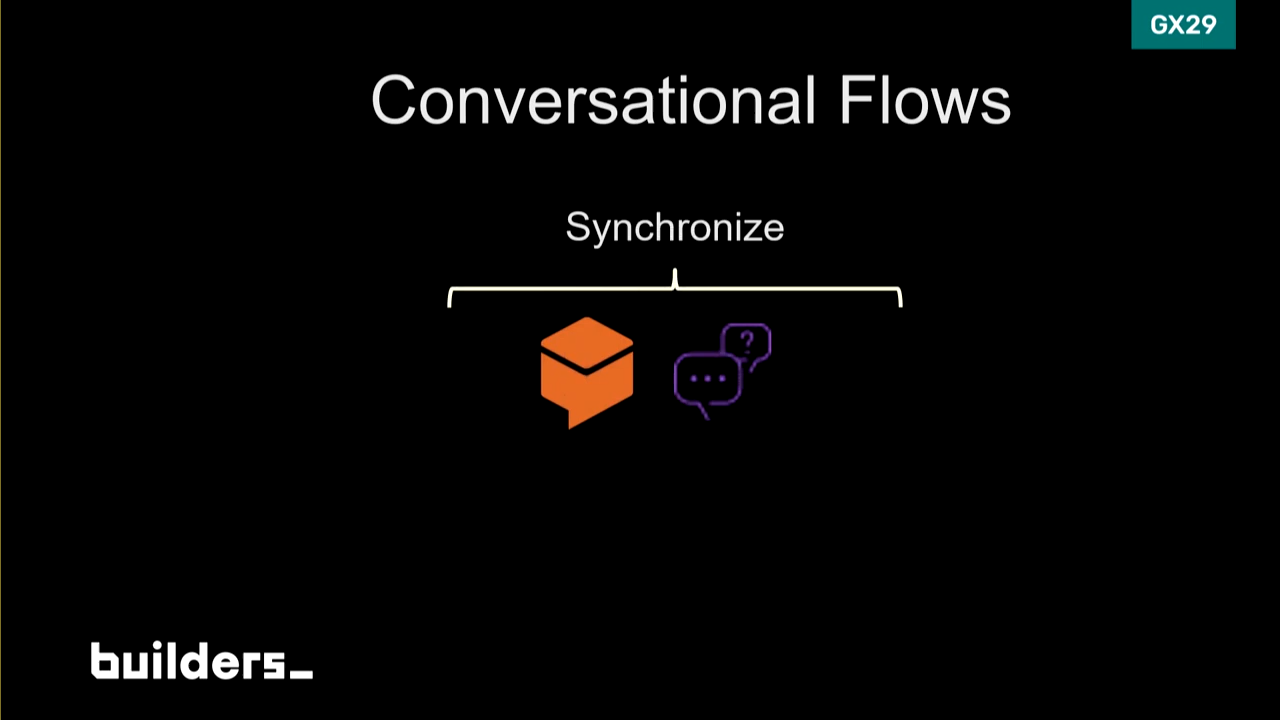 GX29
Conversational Flows
Synchronize
?
builders_